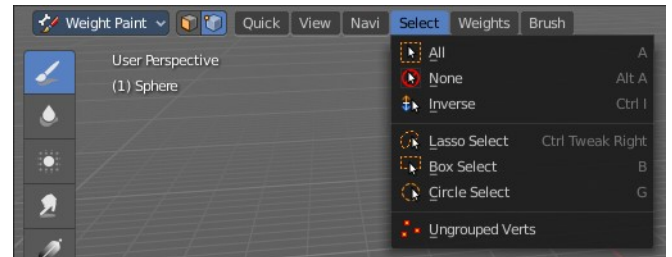 Weight Paint Quick View Navi Select Weights Brush
User Perspective
(1) Sphere
All A
None Alt A
Inverse Ctrl I
Lasso Select Ctrl Tweak Right
Box Select B
Circle Select G
Ungrouped Verts